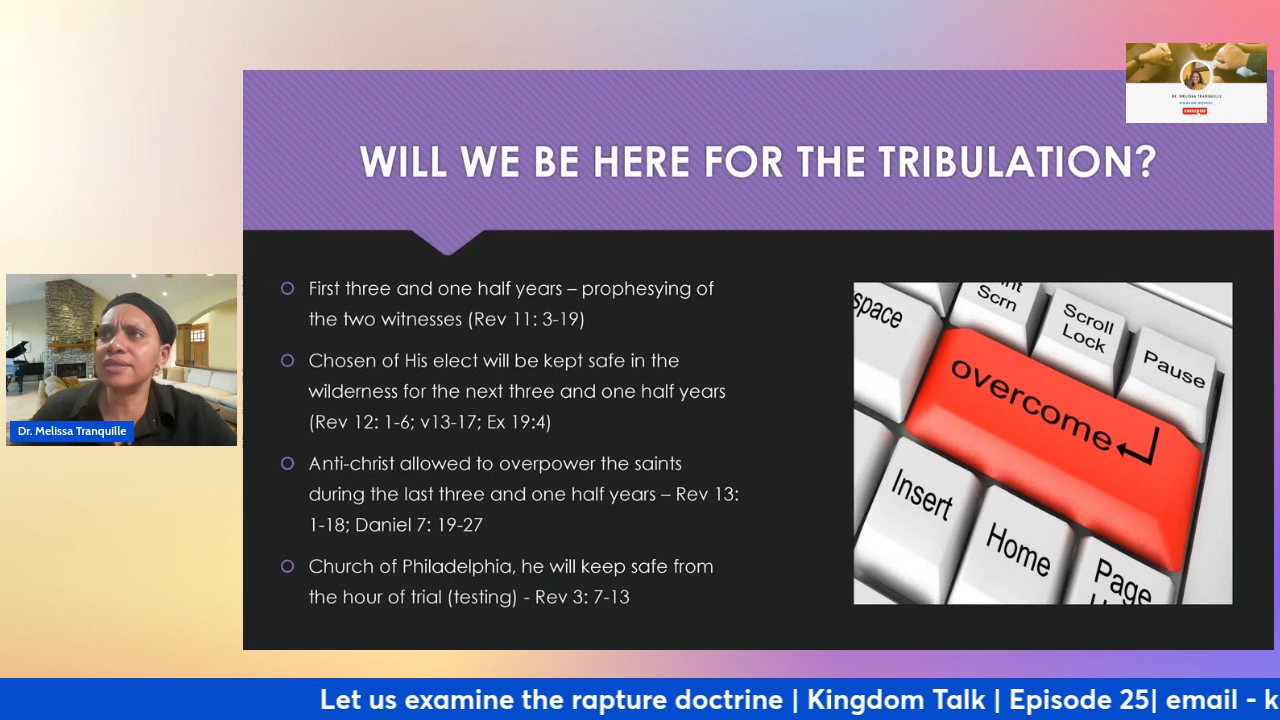 DR. MELISSA TRANQUILLE
SUBSCRIBE
WILL WE BE HERE FOR THE TRIBULATION?
First three and one half years – prophesying of
the two witnesses (Rev 11: 3-19)
Chosen of His elect will be kept safe in the
wilderness for the next three and one half years
(Rev 12: 1-6; v13-17; Ex 19:4)
Anti-christ allowed to overpower the saints
during the last three and one half years – Rev 13:
1-18; Daniel 7: 19-27
Church of Philadelphia, he will keep safe from
the hour of trial (testing) - Rev 3: 7-13
space
Scrn
Scroll
Lock
Pause
overcome
Insert
Home
Page
Dr. Melissa Tranquille
Let us examine the rapture doctrine | Kingdom Talk | Episode 25| email - k